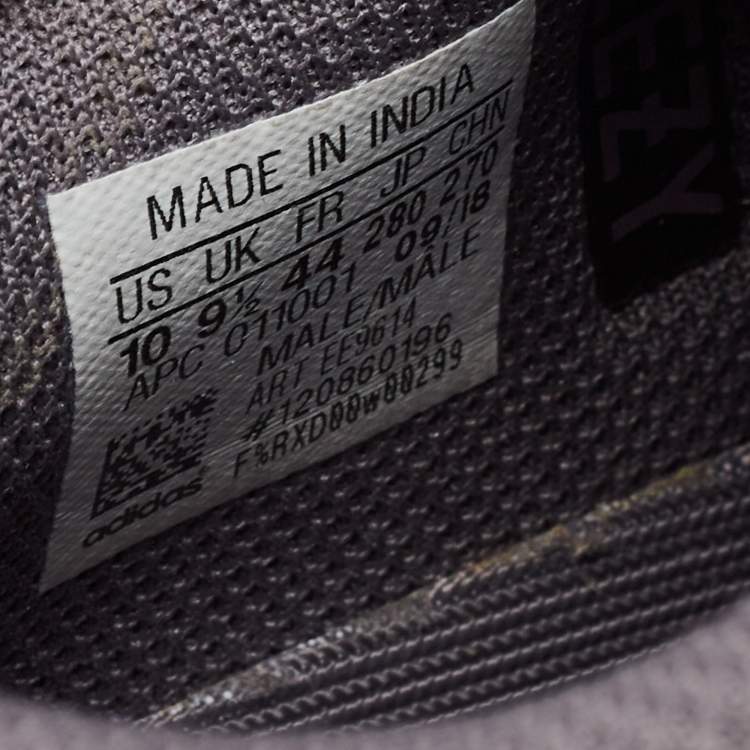 MADE IN INDIA
US UK FR JP CHN
10 9½ 44 280 270
APC 011001 09/18
MALE/MÂLE
ART EE9614
#120860196
F%RXD00w00299
adidas
EEZY